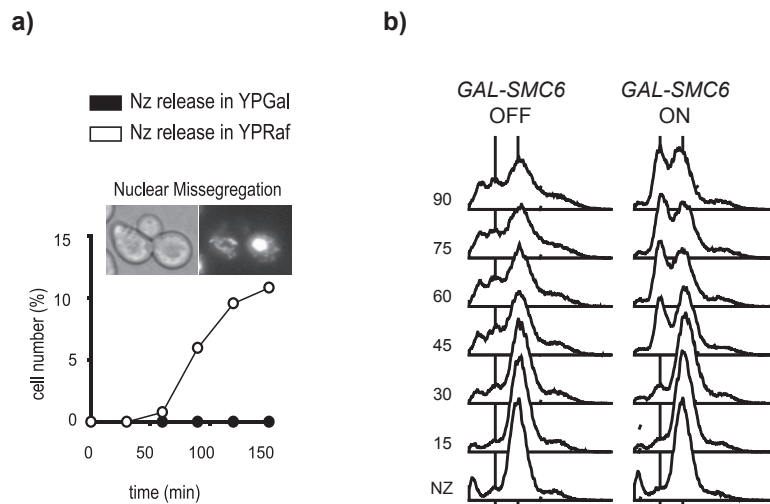 a)
Nz release in YPGal
Nz release in YPRaf
Nuclear Missegregation
15
10
5
0
cell number (%)
0 50 100 150
time (min)
b)
GAL-SMC6 GAL-SMC6
OFF ON
90
75
60
45
30
15
NZ